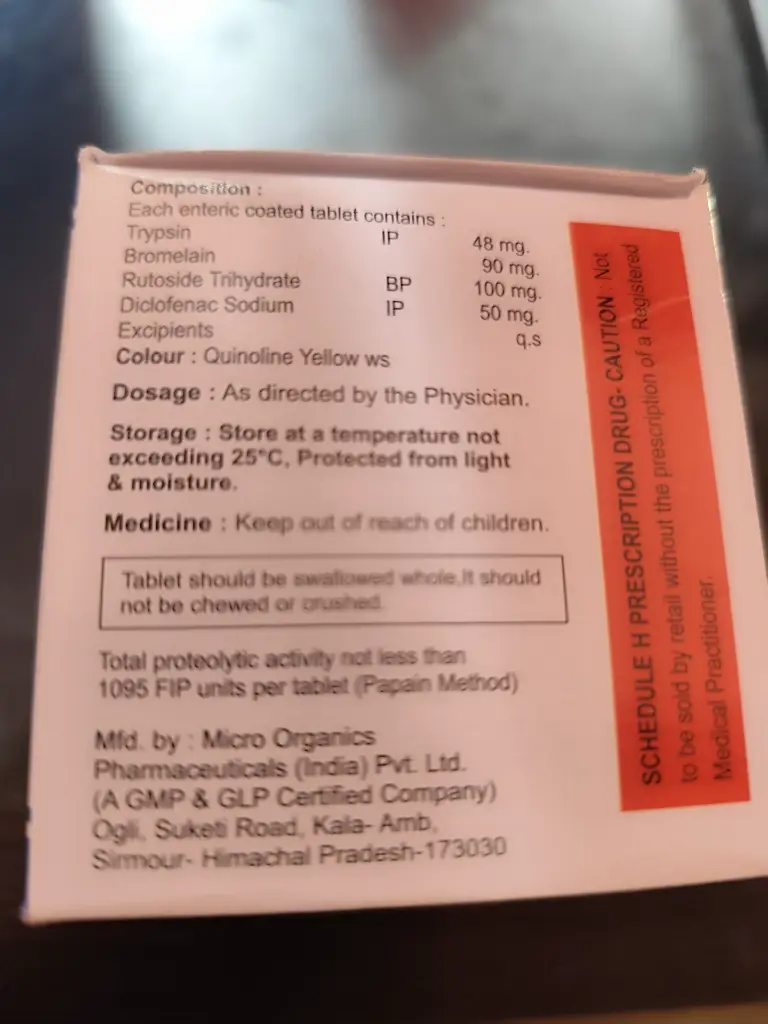 Composition :
Each enteric coated tablet contains :
Trypsin IP 48 mg.
Bromelain 90 mg.
Rutoside Trihydrate BP 100 mg.
Diclofenac Sodium IP 50 mg.
Excipients q.s
Colour : Quinoline Yellow ws
Dosage : As directed by the Physician.
Storage : Store at a temperature not
exceeding 25°C, Protected from light
& moisture.
Medicine : Keep out of reach of children.
Tablet should be swallowed whole,It should
not be chewed or crushed.
Total proteolytic activity not less than
1095 FIP units per tablet (Papain Method)
Mfd. by : Micro Organics
Pharmaceuticals (India) Pvt. Ltd.
(A GMP & GLP Certified Company)
Ogli, Suketi Road, Kala- Amb,
Sirmour- Himachal Pradesh-173030
SCHEDULE H PRESCRIPTION DRUG- CAUTION : Not
to be sold by retail without the prescription of a Registered
Medical Practitioner.